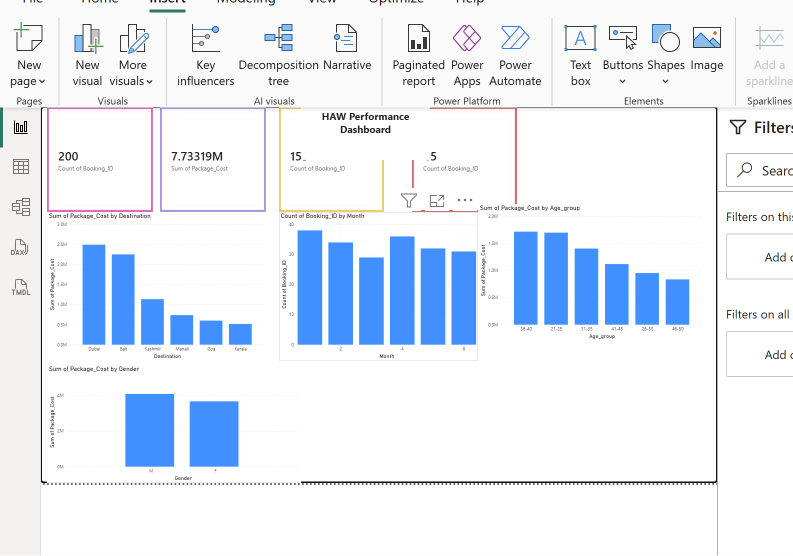 File Home Insert Modeling View Optimize Help
New page
New visual
More visuals
Key influencers
Decomposition tree
Narrative
Paginated report
Power Apps
Power Automate
Text box
Buttons
Shapes
Image
Add a sparkline
Pages
Visuals
AI visuals
Power Platform
Elements
Sparklines
HAW Performance
Dashboard
200
Count of Booking_ID
7.73319M
Sum of Package_Cost
15
Count of Booking_ID
.5
Count of Booking_ID
Sum of Package_Cost by Destination
Sum of Package_Cost
3.0M
2.5M
2.0M
1.5M
1.0M
0.5M
0.0M
Dubai Bali Kashmir Manali Goa Kerala
Destination
Count of Booking_ID by Month
Count of Booking_ID
40
30
20
10
0
2 4 6
Month
Sum of Package_Cost by Age_group
Sum of Package_Cost
2.0M
1.5M
1.0M
0.5M
0.0M
36-40 21-25 31-35 41-45 26-30 46-50
Age_group
Sum of Package_Cost by Gender
Sum of Package_Cost
4M
2M
0M
M F
Gender
DAX
TMDL
Filters
Searc
Filters on this
Add d
Filters on all
Add d